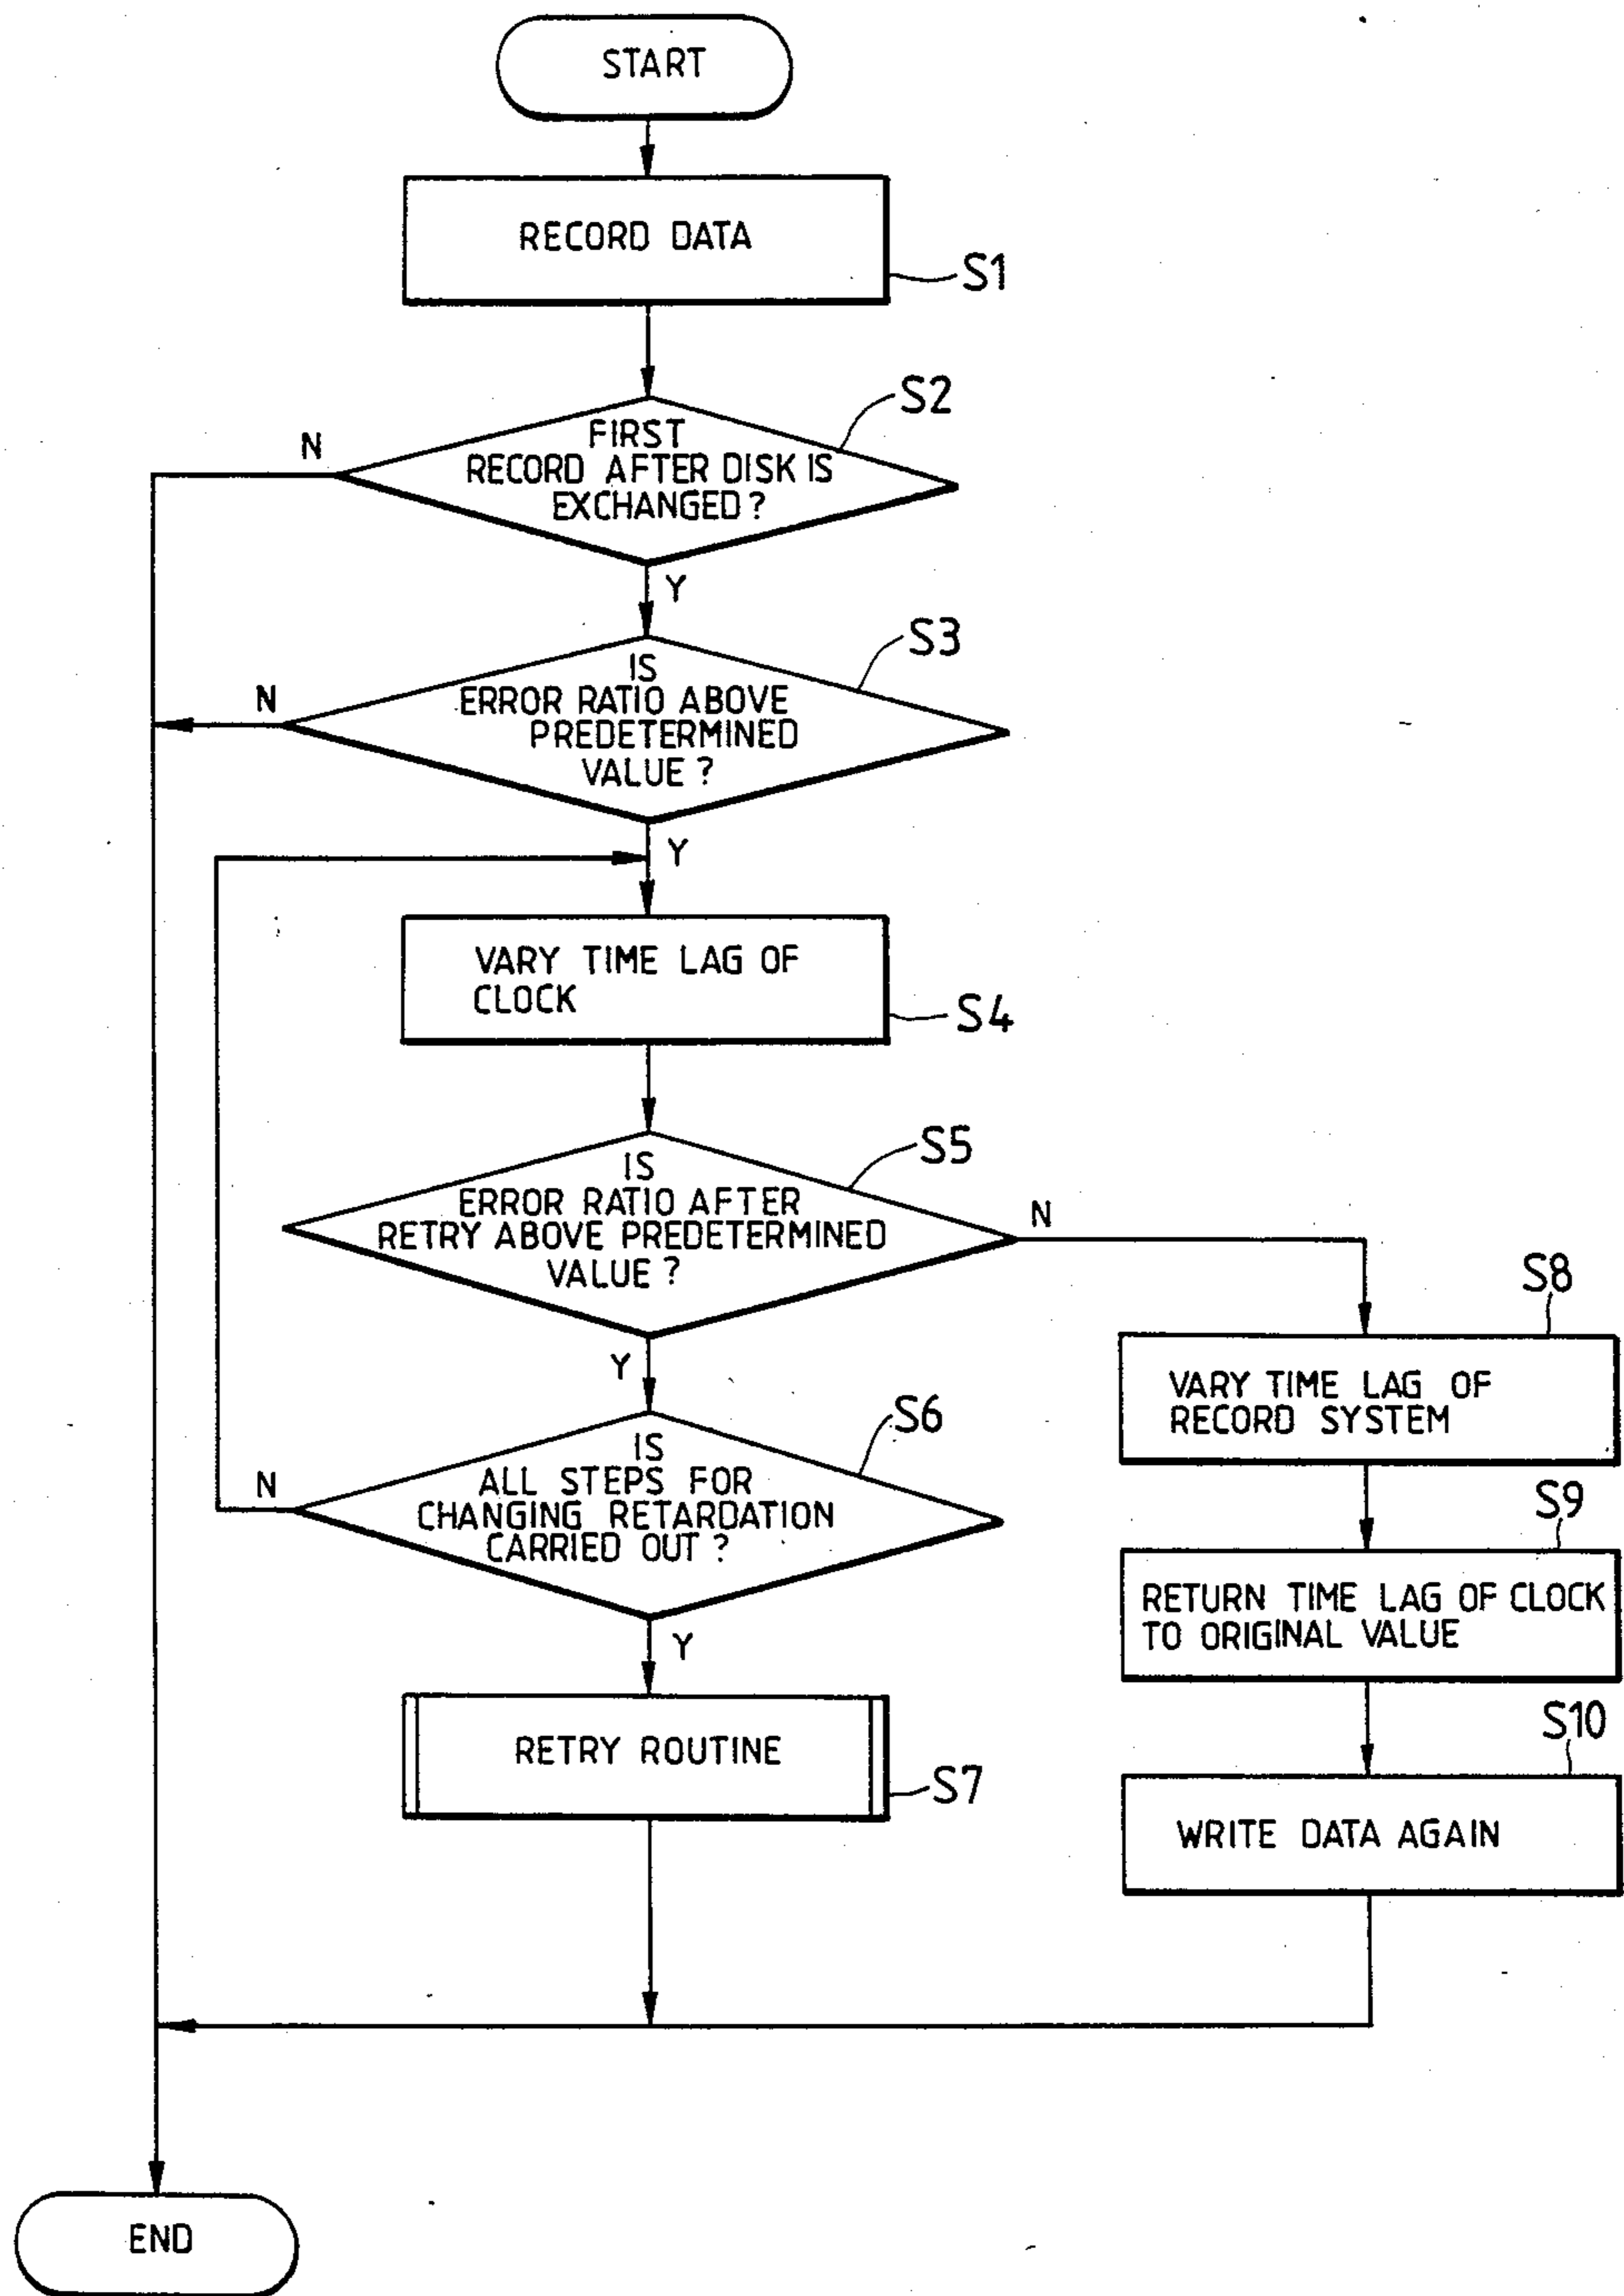 START
RECORD DATA
S1
S2
FIRST
RECORD AFTER DISK IS
EXCHANGED?
N
Y
S3
IS
ERROR RATIO ABOVE
PREDETERMINED
VALUE?
N
Y
VARY TIME LAG OF
CLOCK
S4
S5
IS
ERROR RATIO AFTER
RETRY ABOVE PREDETERMINED
VALUE?
N
Y
S8
VARY TIME LAG OF
RECORD SYSTEM
S6
IS
ALL STEPS FOR
CHANGING RETARDATION
CARRIED OUT?
N
Y
S9
RETURN TIME LAG OF CLOCK
TO ORIGINAL VALUE
RETRY ROUTINE
S7
S10
WRITE DATA AGAIN
END